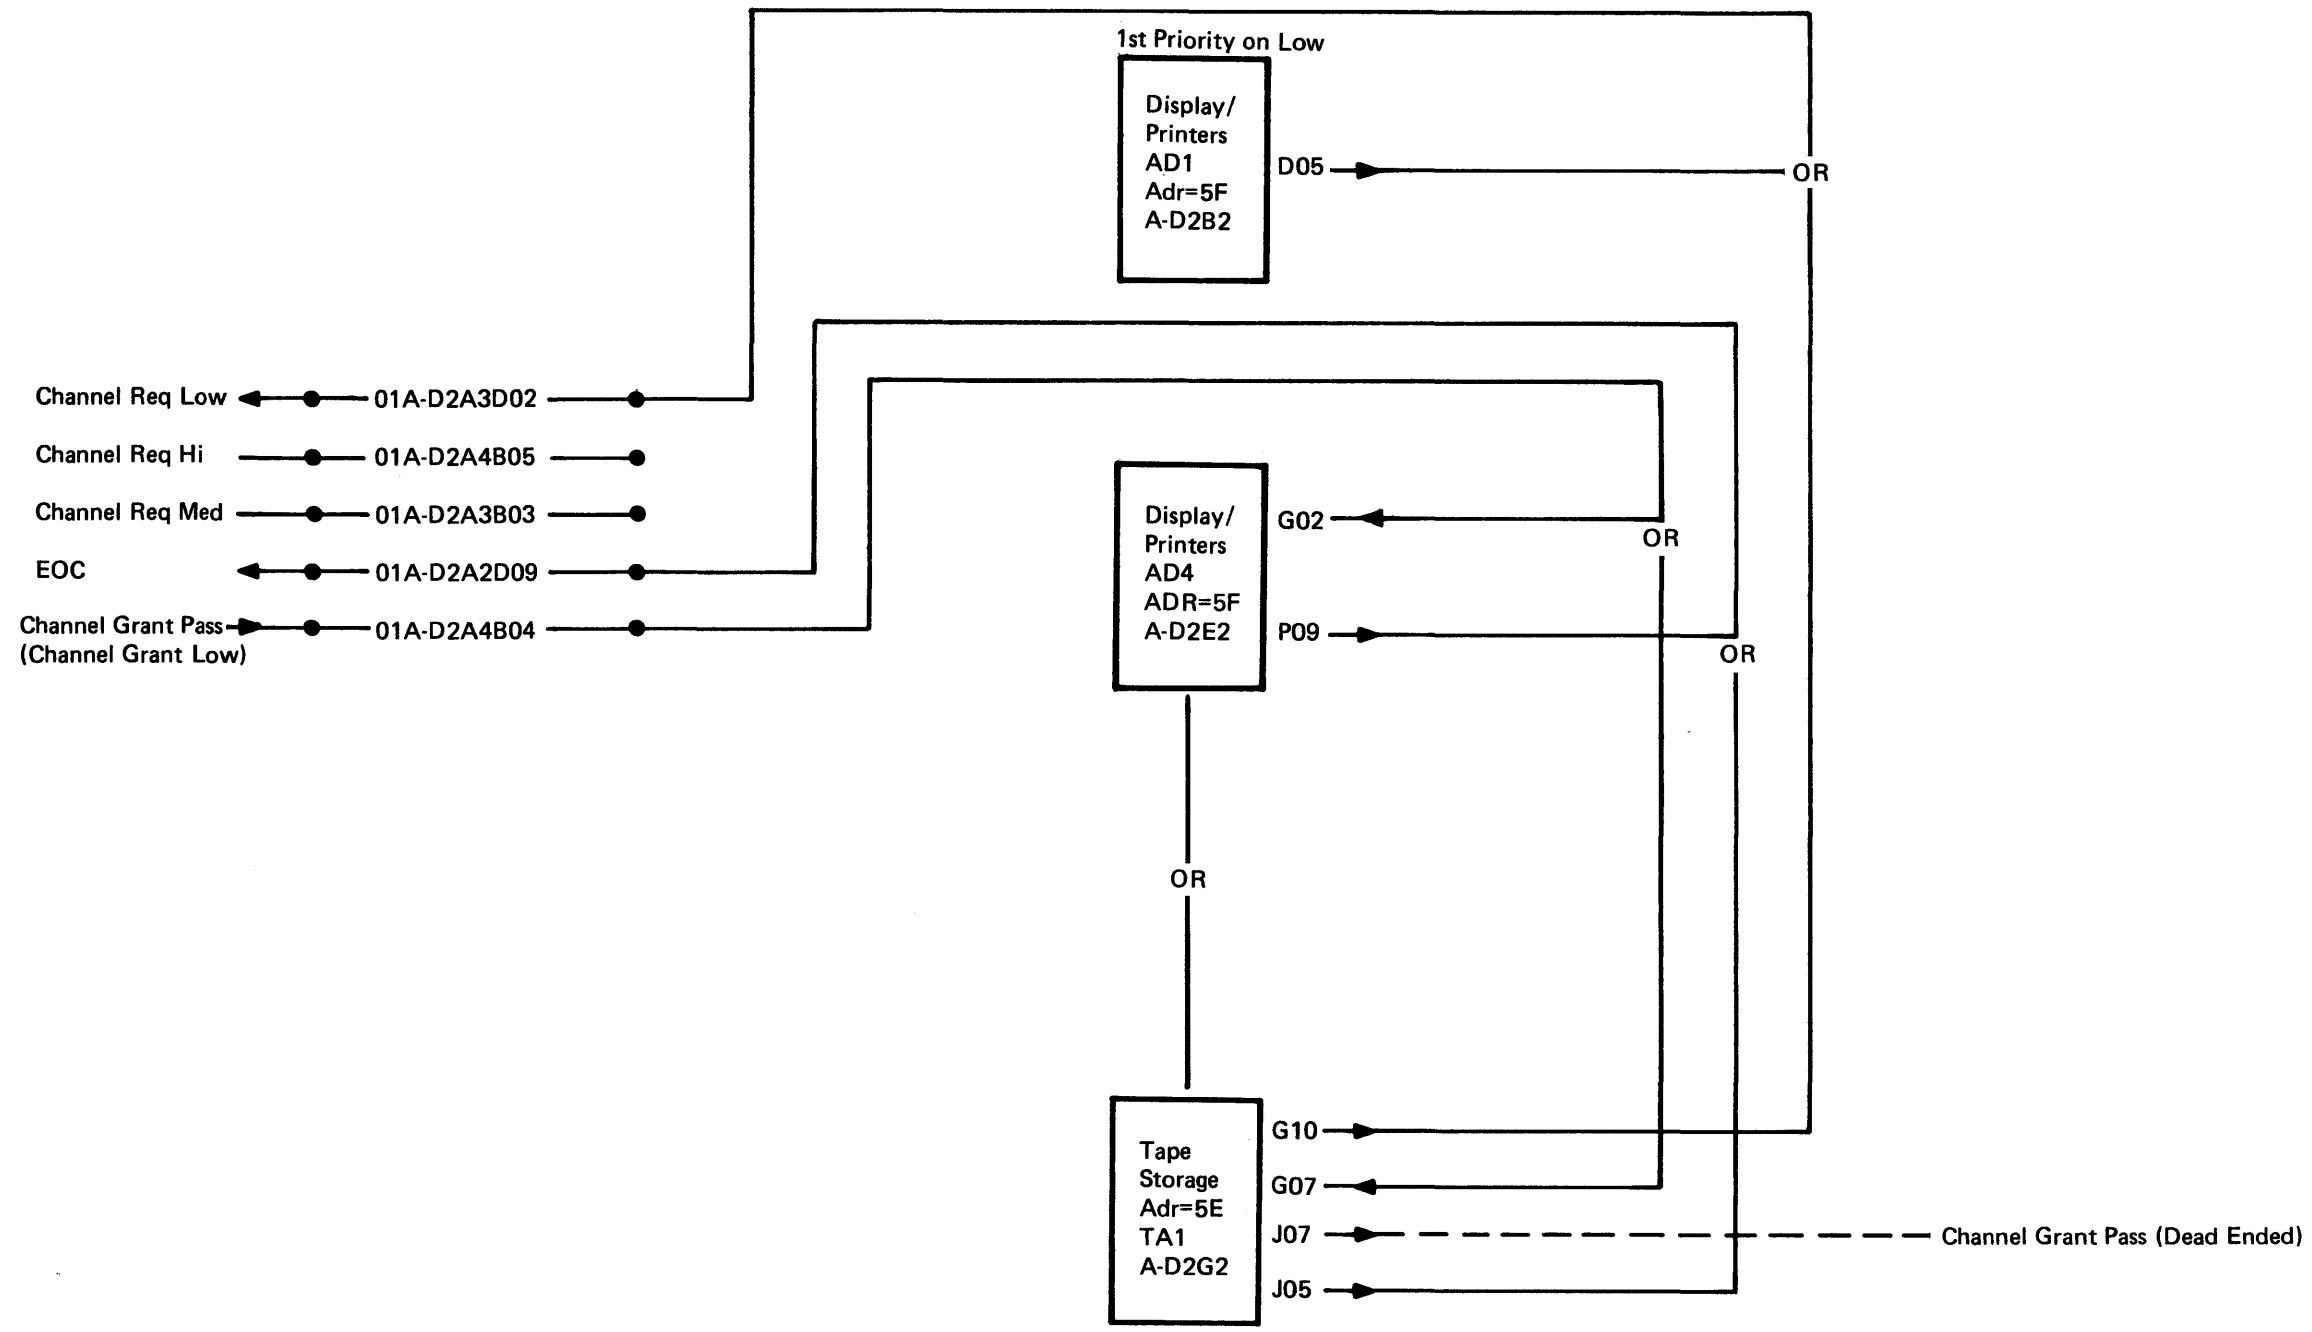 1st Priority on Low
Display/
Printers
AD1
Adr=5F
A-D2B2
D05
OR
Channel Req Low
01A-D2A3D02
Channel Req Hi
01A-D2A4B05
Channel Req Med
01A-D2A3B03
EOC
01A-D2A2D09
Channel Grant Pass
(Channel Grant Low)
01A-D2A4B04
Display/
Printers
AD4
ADR=5F
A-D2E2
G02
OR
P09
OR
OR
Tape
Storage
Adr=5E
TA1
A-D2G2
G10
G07
J07
Channel Grant Pass (Dead Ended)
J05